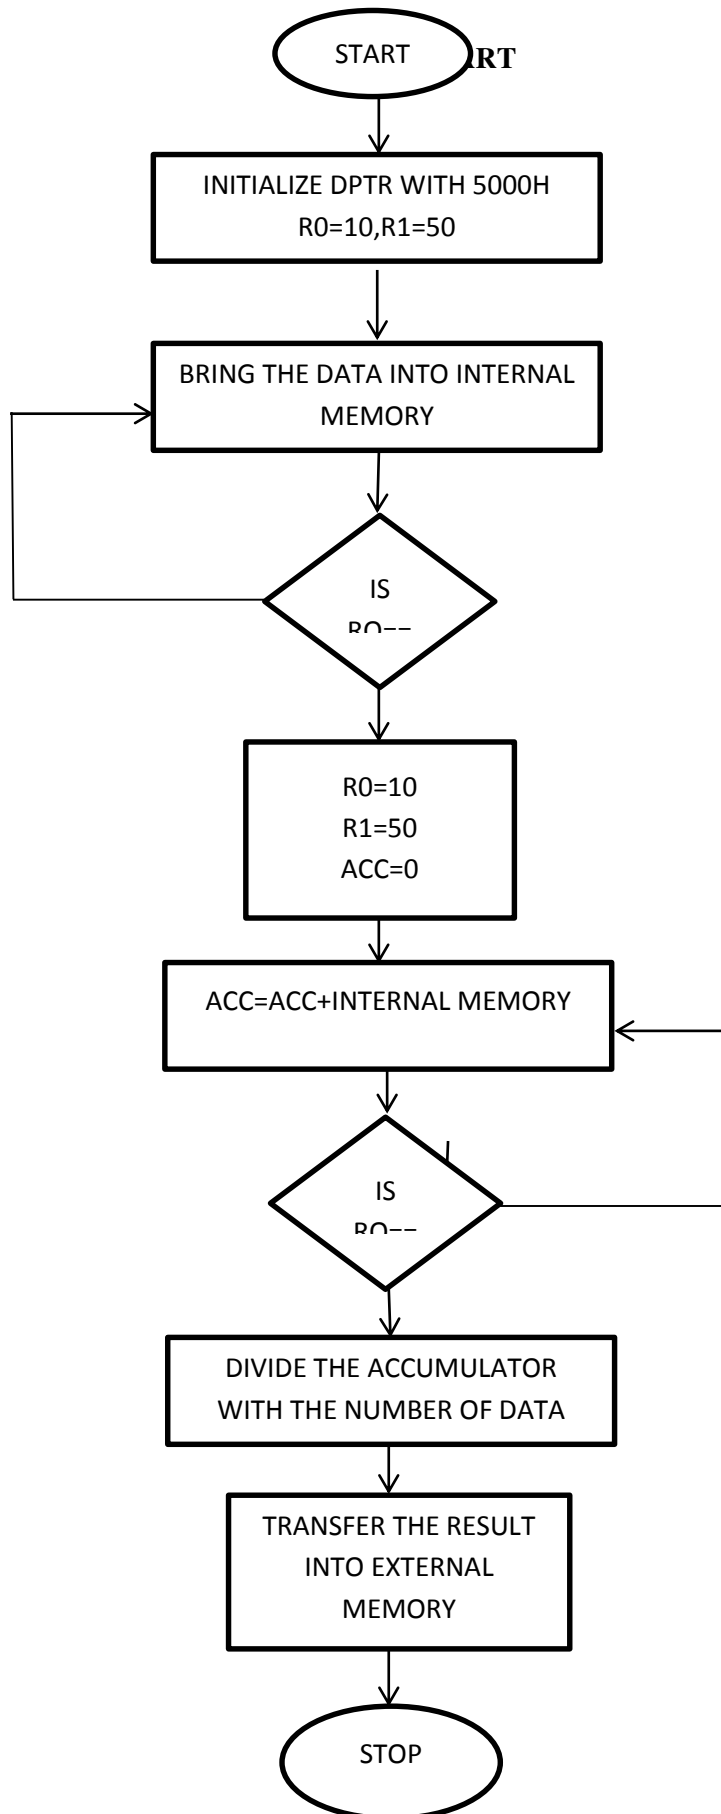 START
INITIALIZE DPTR WITH 5000H
R0=10,R1=50
BRING THE DATA INTO INTERNAL
MEMORY
IS
R0=10
R1=50
ACC=0
ACC=ACC+INTERNAL MEMORY
IS
DIVIDE THE ACCUMULATOR
WITH THE NUMBER OF DATA
TRANSFER THE RESULT
INTO EXTERNAL
MEMORY
STOP